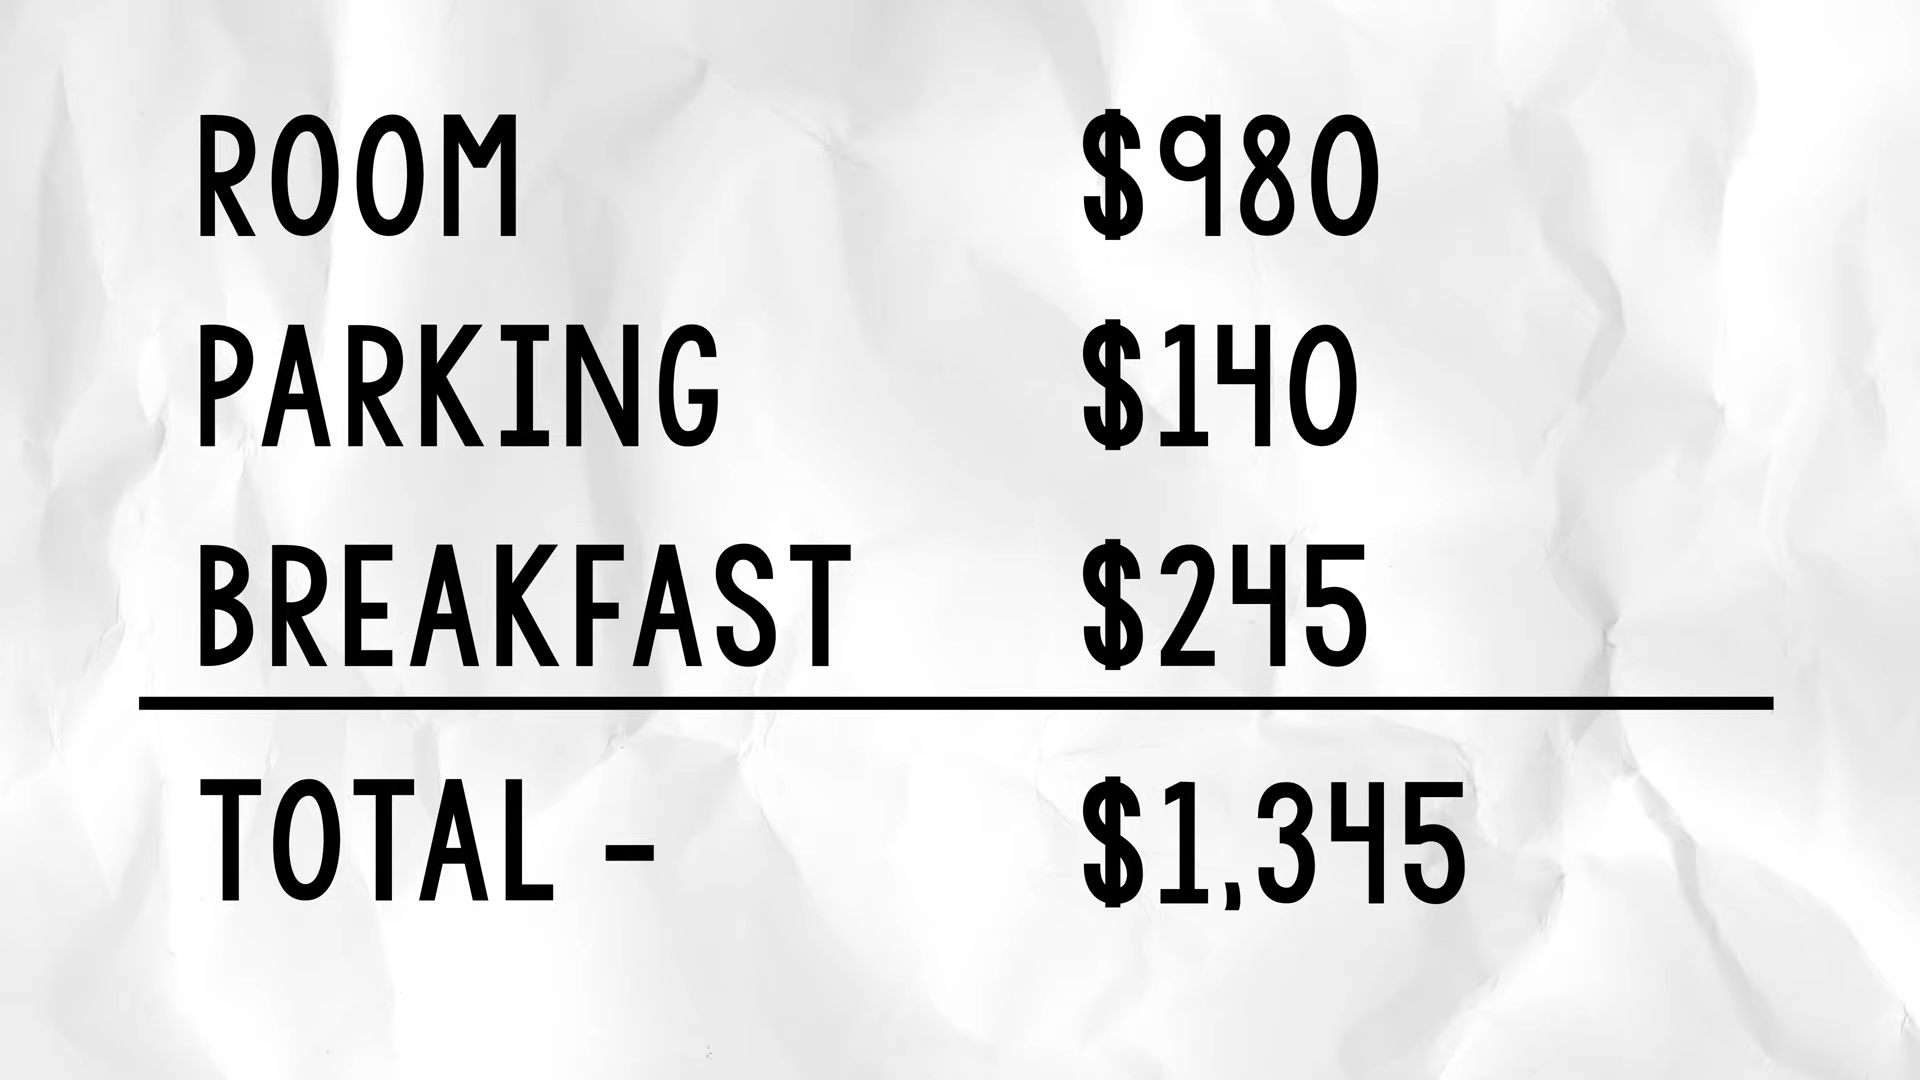 ROOM $980
PARKING $140
BREAKFAST $245
TOTAL - $1,345